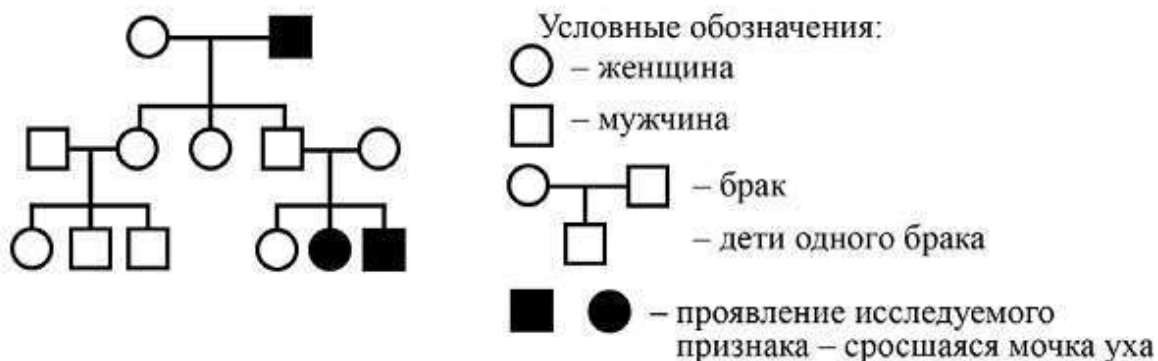 Условные обозначения:
– женщина
– мужчина
– брак
– дети одного брака
– проявление исследуемого
признака – сросшаяся мочка уха